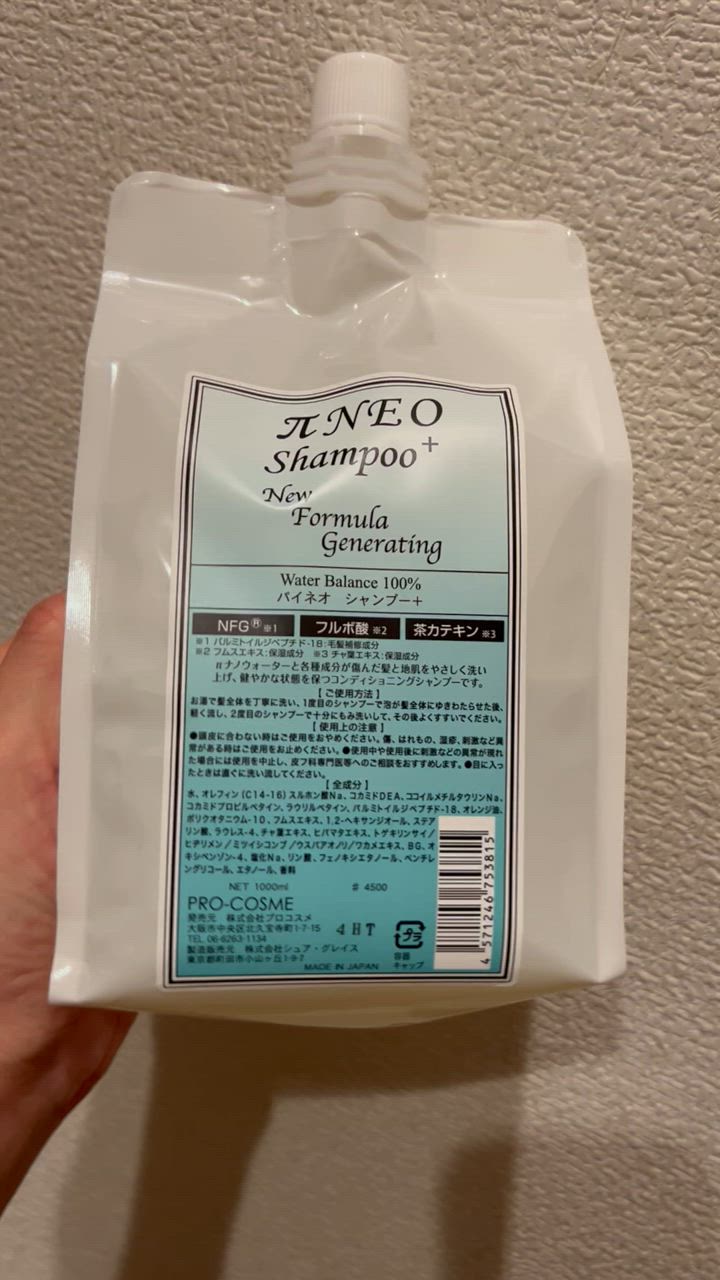 πNEO
Shampoo+
New
Formula
Generating
Water Balance 100%
パイネオ シャンプー＋
NFG® ※1 フルボ酸 ※2 茶カテキン ※3
※1 パルミトイルジペプチド-18:毛髪補修成分
※2 フムスエキス:保湿成分 ※3 チャ葉エキス:保湿成分
πナノウォーターと各種成分が傷んだ髪と地肌をやさしく洗い
上げ、健やかな状態を保つコンディショニングシャンプーです。
【ご使用方法】
お湯で髪全体を丁寧に洗い、1度目のシャンプーで泡が髪全体にゆきわたらせた後、
軽く流し、2度目のシャンプーで十分にもみ洗いして、その後よくすすいでください。
【使用上の注意】
●頭皮に合わない時はご使用をおやめください。傷、はれもの、湿疹、刺激など異
常がある時はご使用をお止めください。●使用中や使用後に刺激などの異常が現れ
た場合には使用を中止し、皮フ科専門医等へのご相談をおすすめします。●目に入っ
たときは直ぐに洗い流してください。
【全成分】
水、オレフィン(C14-16)スルホン酸Na、コカミドDEA、ココイルメチルタウリンNa、
コカミドプロピルベタイン、ラウリルベタイン、パルミトイルジペプチド-18、オレンジ油、
ポリクオタニウム-10、フムスエキス、1,2-ヘキサンジオール、ステア
リン酸、ラウレス-4、チャ葉エキス、ヒバマタエキス、トゲキリンサイ/
ヒヂリメン/ミツイシコンブ/ウスバアオノリ/ワカメエキス、BG、オ
キシベンゾン-4、塩化Na、リン酸、フェノキシエタノール、ペンチレ
ングリコール、エタノール、香料
NET 1000ml # 4500
PRO-COSME
発売元 株式会社プロコスメ
大阪市中央区北久宝寺町1-7-15
TEL 06-6263-1134
製造販売元 株式会社シュア・グレイス
東京都町田市小山ヶ丘1-9-7
MADE IN JAPAN
4HT
プラ
容器
キャップ
4 571246 753815